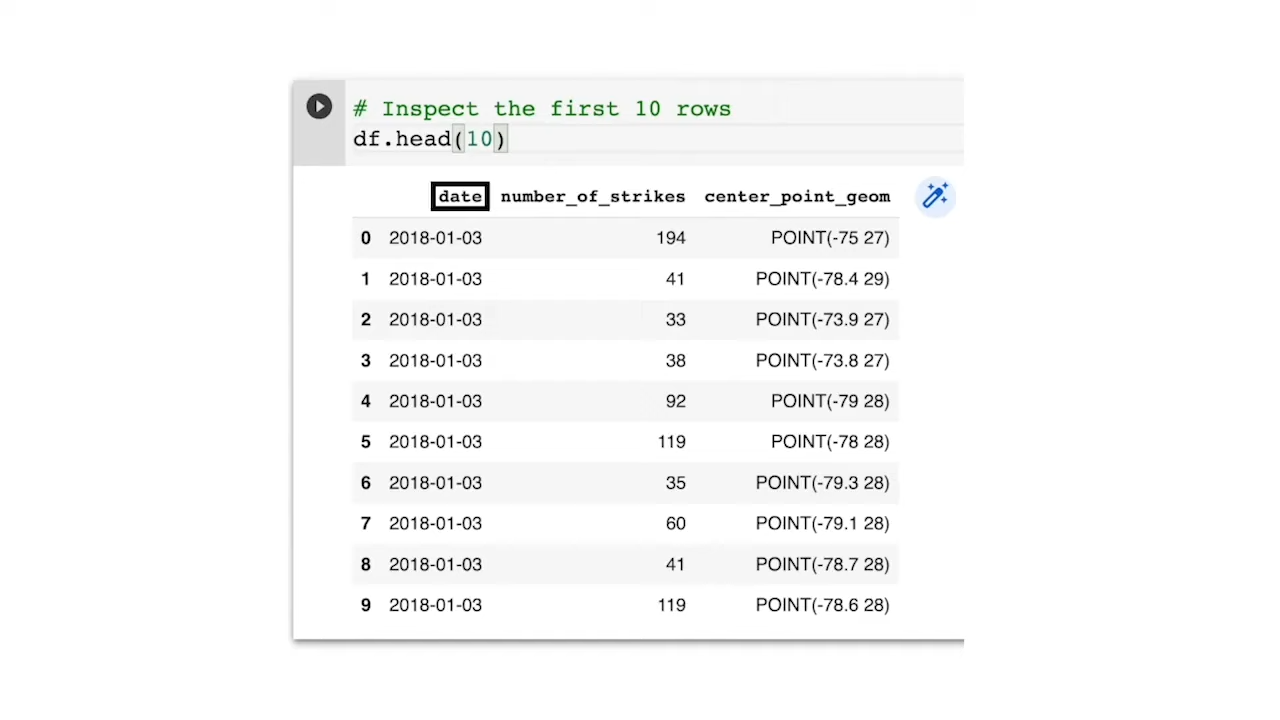 # Inspect the first 10 rows
df.head(10)
date number_of_strikes center_point_geom
0 2018-01-03 194 POINT(-75 27)
1 2018-01-03 41 POINT(-78.4 29)
2 2018-01-03 33 POINT(-73.9 27)
3 2018-01-03 38 POINT(-73.8 27)
4 2018-01-03 92 POINT(-79 28)
5 2018-01-03 119 POINT(-78 28)
6 2018-01-03 35 POINT(-79.3 28)
7 2018-01-03 60 POINT(-79.1 28)
8 2018-01-03 41 POINT(-78.7 28)
9 2018-01-03 119 POINT(-78.6 28)